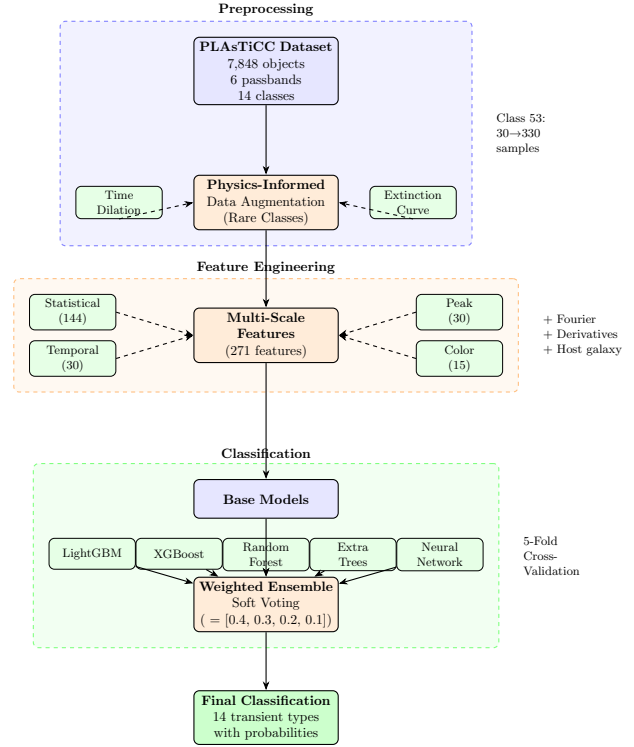 Preprocessing
PLAsTiCC Dataset
7,848 objects
6 passbands
14 classes
Class 53:
30→330
samples
Time
Dilation
Physics-Informed
Data Augmentation
(Rare Classes)
Extinction
Curve
Feature Engineering
Statistical
(144)
Temporal
(30)
Multi-Scale
Features
(271 features)
Peak
(30)
Color
(15)
+ Fourier
+ Derivatives
+ Host galaxy
Classification
Base Models
LightGBM
XGBoost
Random
Forest
Extra
Trees
Neural
Network
5-Fold
Cross-
Validation
Weighted Ensemble
Soft Voting
( = [0.4, 0.3, 0.2, 0.1])
Final Classification
14 transient types
with probabilities